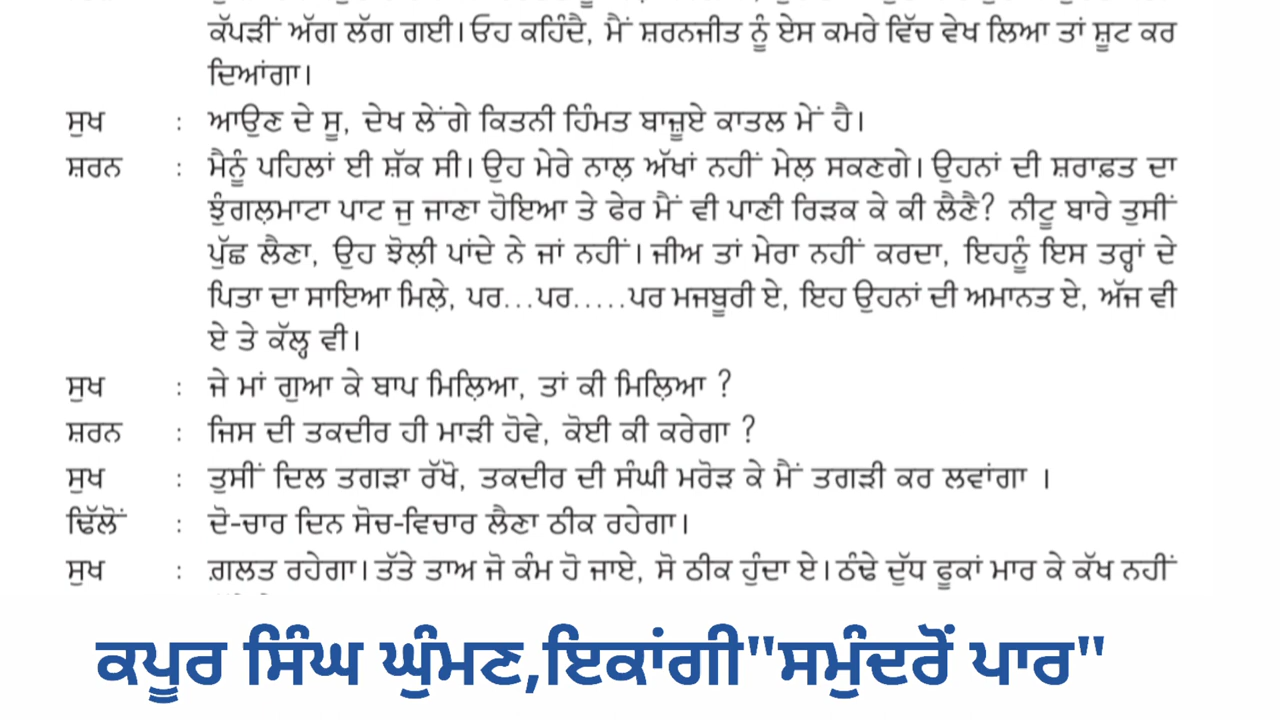 ਕੱਪੜੀਂ ਅੱਗ ਲੱਗ ਗਈ। ਓਹ ਕਹਿੰਦੈ, ਮੈਂ ਸ਼ਰਨਜੀਤ ਨੂੰ ਏਸ ਕਮਰੇ ਵਿੱਚ ਵੇਖ ਲਿਆ ਤਾਂ ਸ਼ੂਟ ਕਰ
ਦਿਆਂਗਾ।
ਸੁਖ : ਆਉਣ ਦੇ ਸੂ, ਦੇਖ ਲੇਂਗੇ ਕਿਤਨੀ ਹਿੰਮਤ ਬਾਜ਼ੂਏ ਕਾਤਲ ਮੇਂ ਹੈ।
ਸ਼ਰਨ : ਮੈਨੂੰ ਪਹਿਲਾਂ ਈ ਸ਼ੱਕ ਸੀ। ਉਹ ਮੇਰੇ ਨਾਲ਼ ਅੱਖਾਂ ਨਹੀਂ ਮੇਲ਼ ਸਕਣਗੇ। ਉਹਨਾਂ ਦੀ ਸ਼ਰਾਫ਼ਤ ਦਾ
ਝੁੰਗਲ਼ਮਾਟਾ ਪਾਟ ਜੁ ਜਾਣਾ ਹੋਇਆ ਤੇ ਫੇਰ ਮੈਂ ਵੀ ਪਾਣੀ ਰਿੜਕ ਕੇ ਕੀ ਲੈਣੈ? ਨੀਟੂ ਬਾਰੇ ਤੁਸੀਂ
ਪੁੱਛ ਲੈਣਾ, ਉਹ ਝੋਲ਼ੀ ਪਾਂਦੇ ਨੇ ਜਾਂ ਨਹੀਂ। ਜੀਅ ਤਾਂ ਮੇਰਾ ਨਹੀਂ ਕਰਦਾ, ਇਹਨੂੰ ਇਸ ਤਰ੍ਹਾਂ ਦੇ
ਪਿਤਾ ਦਾ ਸਾਇਆ ਮਿਲ਼ੇ, ਪਰ...ਪਰ.....ਪਰ ਮਜਬੂਰੀ ਏ, ਇਹ ਉਹਨਾਂ ਦੀ ਅਮਾਨਤ ਏ, ਅੱਜ ਵੀ
ਏ ਤੇ ਕੱਲ੍ਹ ਵੀ।
ਸੁਖ : ਜੇ ਮਾਂ ਗੁਆ ਕੇ ਬਾਪ ਮਿਲ਼ਿਆ, ਤਾਂ ਕੀ ਮਿਲ਼ਿਆ ?
ਸ਼ਰਨ : ਜਿਸ ਦੀ ਤਕਦੀਰ ਹੀ ਮਾੜੀ ਹੋਵੇ, ਕੋਈ ਕੀ ਕਰੇਗਾ ?
ਸੁਖ : ਤੁਸੀਂ ਦਿਲ ਤਗੜਾ ਰੱਖੋ, ਤਕਦੀਰ ਦੀ ਸੰਘੀ ਮਰੋੜ ਕੇ ਮੈਂ ਤਗੜੀ ਕਰ ਲਵਾਂਗਾ ।
ਢਿੱਲੋਂ : ਦੋ-ਚਾਰ ਦਿਨ ਸੋਚ-ਵਿਚਾਰ ਲੈਣਾ ਠੀਕ ਰਹੇਗਾ।
ਸੁਖ : ਗ਼ਲਤ ਰਹੇਗਾ। ਤੱਤੇ ਤਾਅ ਜੋ ਕੰਮ ਹੋ ਜਾਏ, ਸੋ ਠੀਕ ਹੁੰਦਾ ਏ। ਠੰਢੇ ਦੁੱਧ ਫੂਕਾਂ ਮਾਰ ਕੇ ਕੱਖ ਨਹੀਂ
ਕਪੂਰ ਸਿੰਘ ਘੁੰਮਣ,ਇਕਾਂਗੀ"ਸਮੁੰਦਰੋਂ ਪਾਰ"